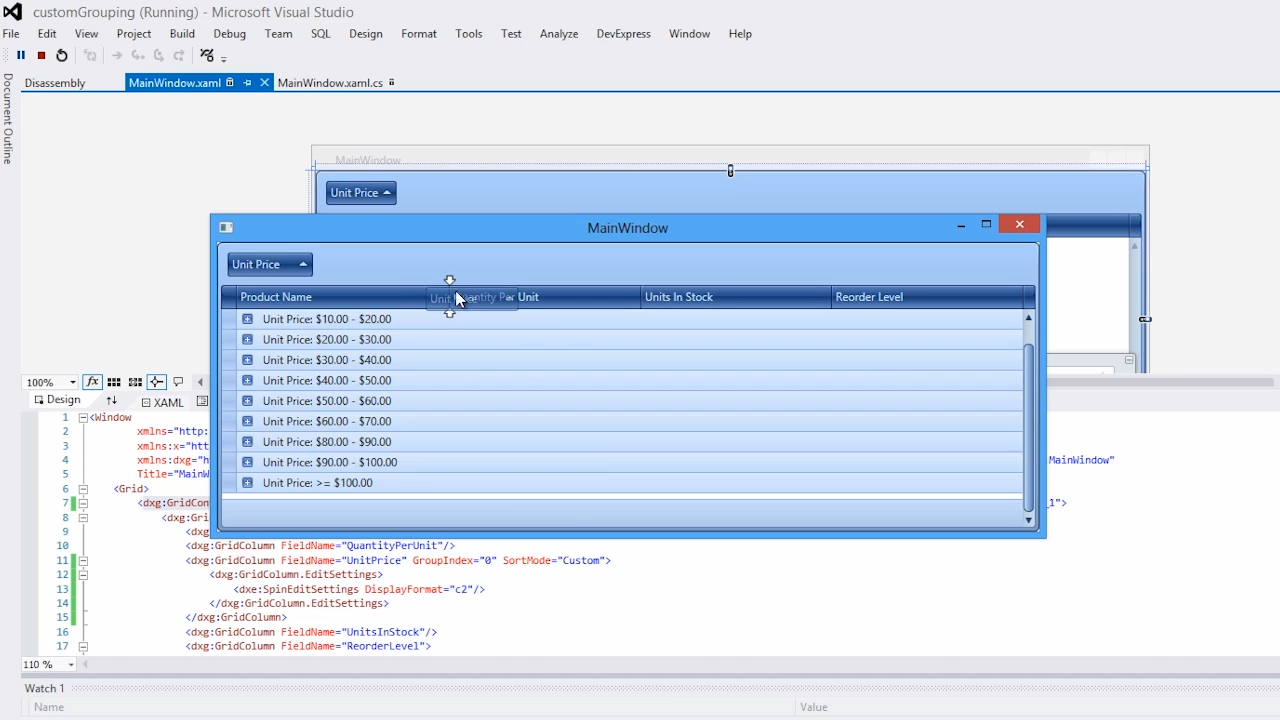 customGrouping (Running) - Microsoft Visual Studio
File Edit View Project Build Debug Team SQL Design Format Tools Test Analyze DevExpress Window Help
Document Outline
Disassembly MainWindow.xaml MainWindow.xaml.cs
MainWindow
Unit Price
MainWindow
Unit Price
Product Name Unit Units In Stock Reorder Level
Unit Price: $10.00 - $20.00
Unit Price: $20.00 - $30.00
Unit Price: $30.00 - $40.00
Unit Price: $40.00 - $50.00
Unit Price: $50.00 - $60.00
Unit Price: $60.00 - $70.00
Unit Price: $80.00 - $90.00
Unit Price: $90.00 - $100.00
Unit Price: >= $100.00
100% fx
Design XAML
1 <Window
2 xmlns="http:
3 xmlns:x="htt
4 xmlns:dxg="h MainWindow"
5 Title="MainW
6 <Grid>
7 <dxg:GridCon _1">
8 <dxg:Gri
9 <dxg
10 <dxg:GridColumn FieldName="QuantityPerUnit"/>
11 <dxg:GridColumn FieldName="UnitPrice" GroupIndex="0" SortMode="Custom">
12 <dxg:GridColumn.EditSettings>
13 <dxe:SpinEditSettings DisplayFormat="c2"/>
14 </dxg:GridColumn.EditSettings>
15 </dxg:GridColumn>
16 <dxg:GridColumn FieldName="UnitsInStock"/>
17 <dxg:GridColumn FieldName="ReorderLevel">
110 %
Watch 1
Name Value